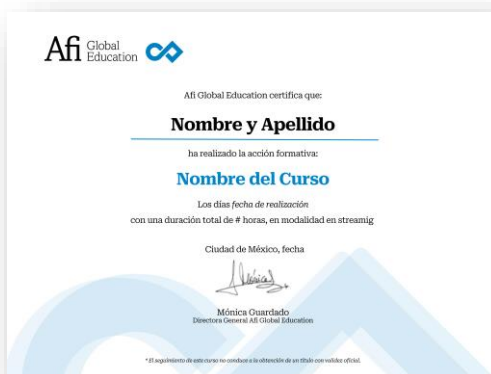 Afi Global
Education
Afi Global Education certifica que:
Nombre y Apellido
ha realizado la acción formativa:
Nombre del Curso
Los días fecha de realización
con una duración total de # horas, en modalidad en streamig
Ciudad de México, fecha
Mónica Guardado
Directora General Afi Global Education
*El seguimiento de este curso no conduce a la obtención de un título con validez oficial.